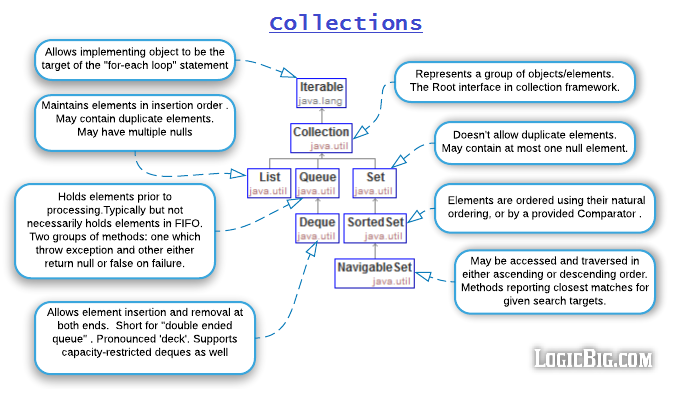 Collections
Allows implementing object to be the
target of the "for-each loop" statement
Iterable
java.lang
Represents a group of objects/elements.
The Root interface in collection framework.
Maintains elements in insertion order .
May contain duplicate elements.
May have multiple nulls
Collection
java.util
Doesn't allow duplicate elements.
May contain at most one null element.
List
java.util
Queue
java.util
Set
java.util
Holds elements prior to
processing.Typically but not
necessarily holds elements in FIFO.
Two groups of methods: one which
throw exception and other either
return null or false on failure.
Elements are ordered using their natural
ordering, or by a provided Comparator .
Deque
java.util
SortedSet
java.util
NavigableSet
java.util
May be accessed and traversed in
either ascending or descending order.
Methods reporting closest matches for
given search targets.
Allows element insertion and removal at
both ends. Short for "double ended
queue" . Pronounced 'deck'. Supports
capacity-restricted deques as well
LogicBig.com